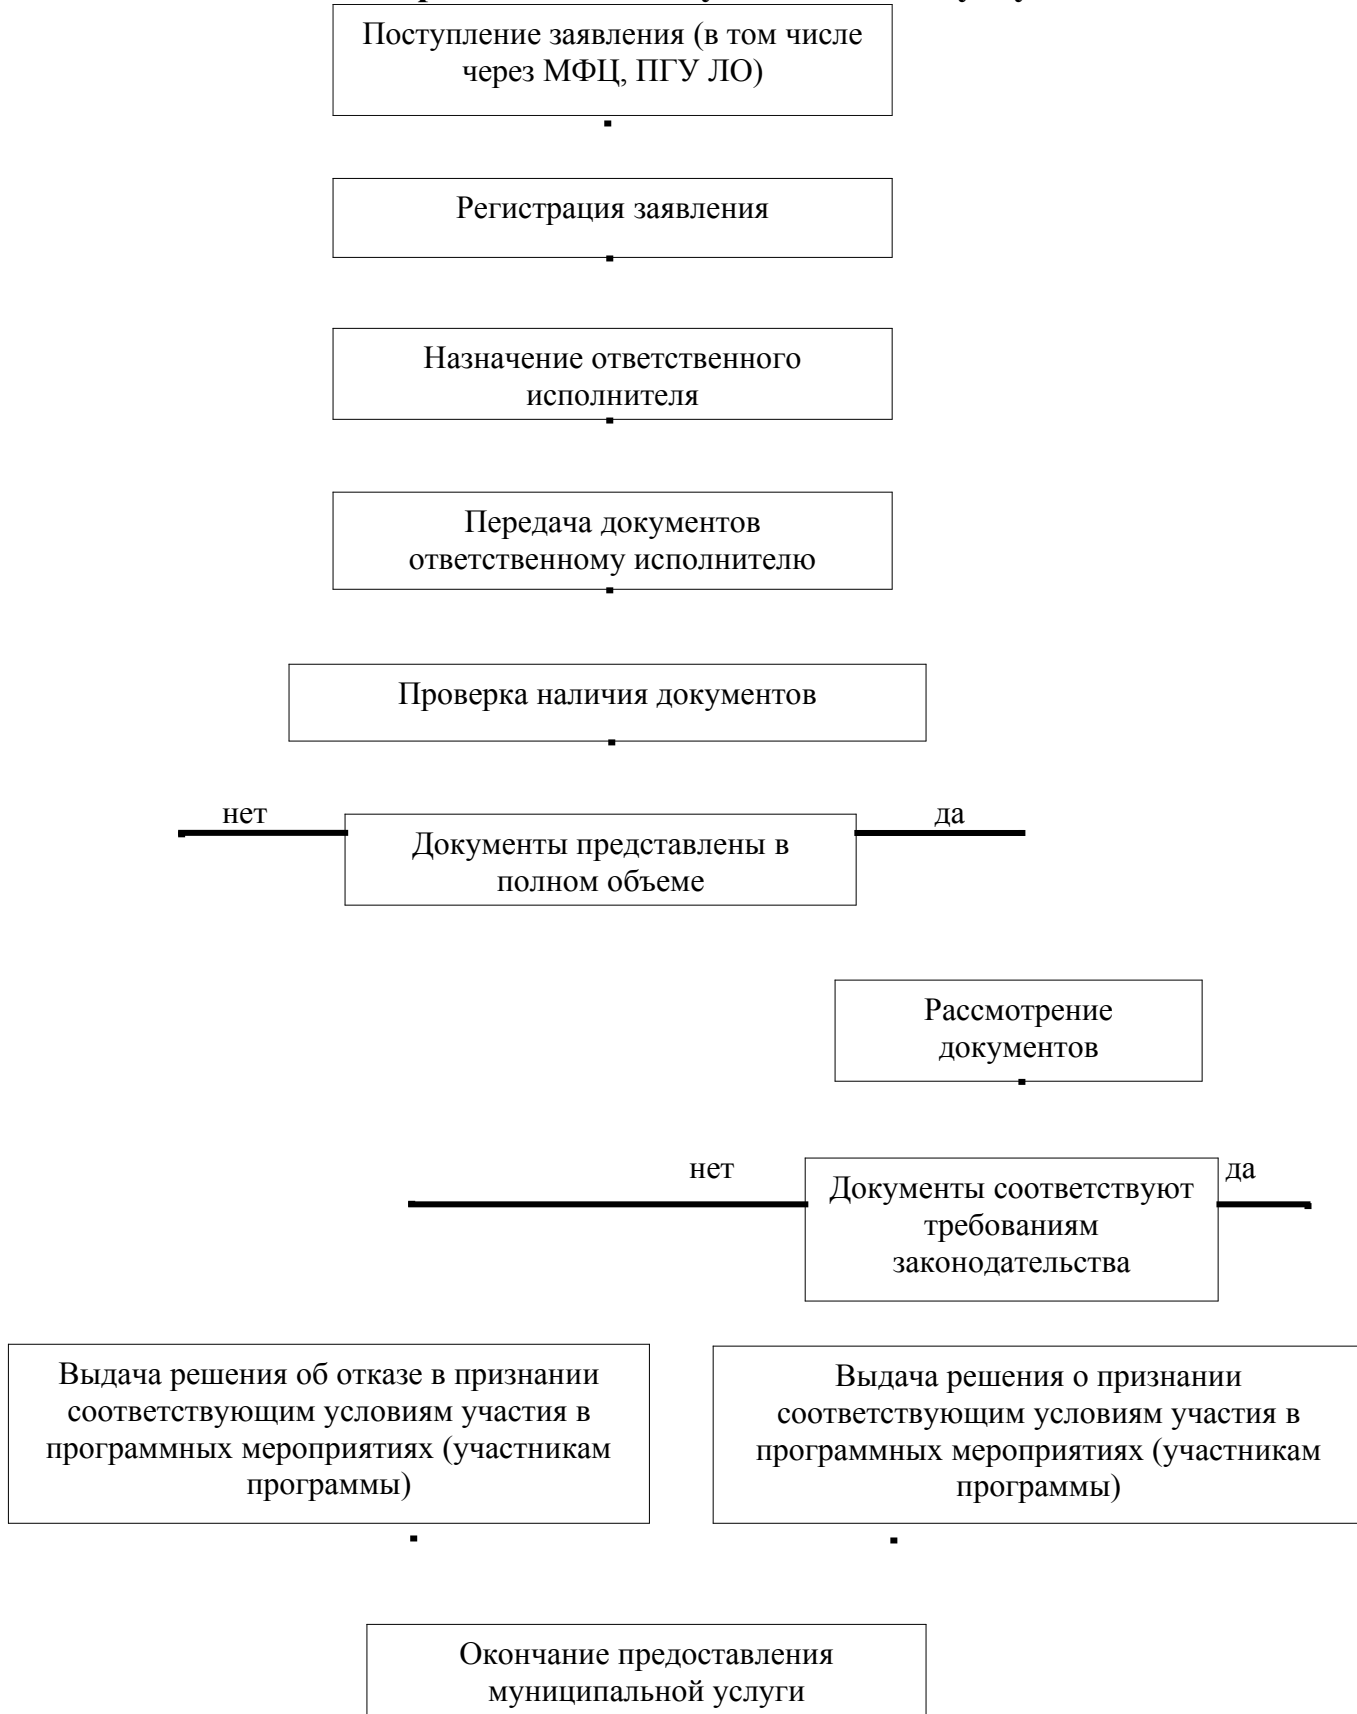 Поступление заявления (в том числе
через МФЦ, ПГУ ЛО)
Регистрация заявления
Назначение ответственного
исполнителя
Передача документов
ответственному исполнителю
Проверка наличия документов
нет
да
Документы представлены в
полном объеме
Рассмотрение
документов
нет
да
Документы соответствуют
требованиям
законодательства
Выдача решения об отказе в признании
соответствующим условиям участия в
программных мероприятиях (участникам
программы)
Выдача решения о признании
соответствующим условиям участия в
программных мероприятиях (участникам
программы)
Окончание предоставления
муниципальной услуги